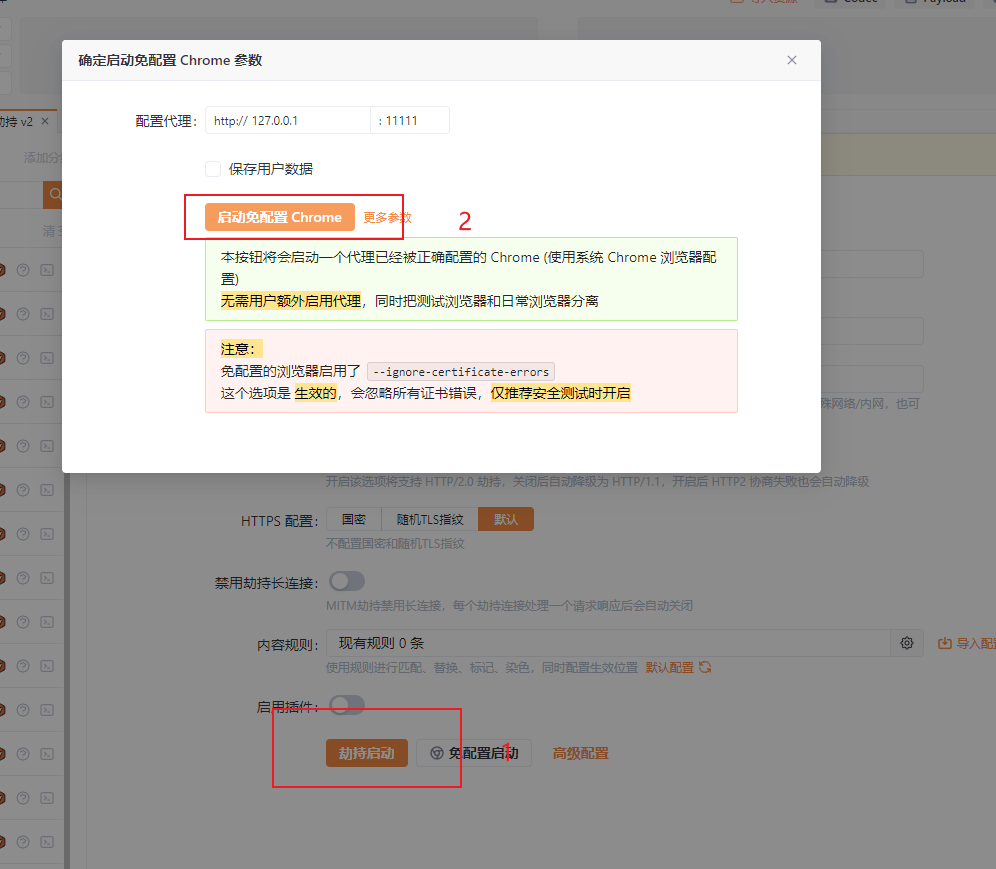 Codec
Payload
确定启动免配置 Chrome 参数
劫持 v2
配置代理：
http:// 127.0.0.1
: 11111
保存用户数据
启动免配置 Chrome
更多参数
2
本按钮将会启动一个代理已经被正确配置的 Chrome (使用系统 Chrome 浏览器配
置)
无需用户额外启用代理，同时把测试浏览器和日常浏览器分离
注意：
免配置的浏览器启用了 --ignore-certificate-errors
这个选项是 生效的，会忽略所有证书错误，仅推荐安全测试时开启
添加分
清
殊网络/内网，也可
开启该选项将支持 HTTP/2.0 劫持，关闭后自动降级为 HTTP/1.1，开启后 HTTP2 协商失败也会自动降级
HTTPS 配置：
国密
随机TLS指纹
默认
不配置国密和随机TLS指纹
禁用劫持长连接：
MITM劫持禁用长连接，每个劫持连接处理一个请求响应后会自动关闭
内容规则：
现有规则 0 条
导入配
使用规则进行匹配、替换、标记、染色，同时配置生效位置 默认配置
启用插件：
劫持启动
免配置启动
1
高级配置